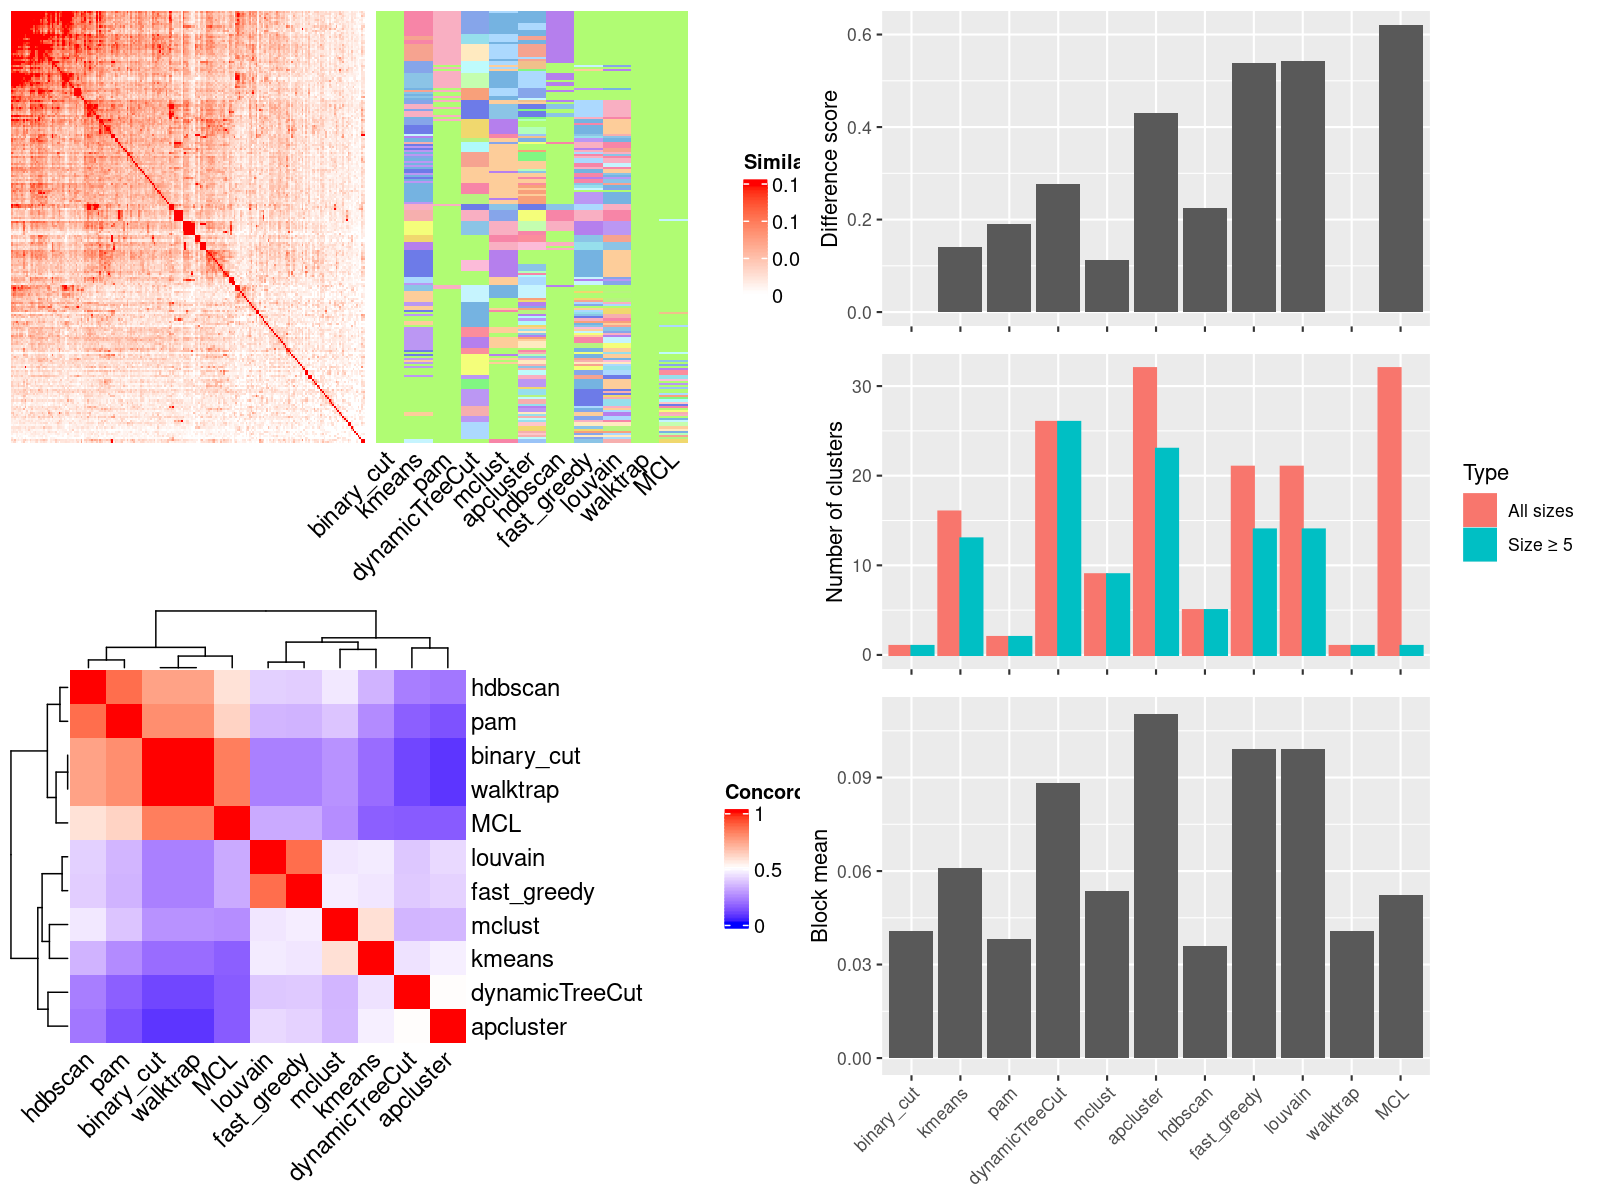 Simila
0.1
0.1
0.0
0
binary_cut
kmeans
pam
dynamicTreeCut
mclust
apcluster
hdbscan
fast_greedy
louvain
walktrap
MCL
hdbscan
pam
binary_cut
walktrap
MCL
louvain
fast_greedy
mclust
kmeans
dynamicTreeCut
apcluster
hdbscan
pam
binary_cut
walktrap
MCL
louvain
fast_greedy
mclust
kmeans
dynamicTreeCut
apcluster
Concord
1
0.5
0
Difference score
0.6
0.4
0.2
0.0
Number of clusters
30
20
10
0
Type
All sizes
Size ≥ 5
Block mean
0.09
0.06
0.03
0.00
binary_cut
kmeans
pam
dynamicTreeCut
mclust
apcluster
hdbscan
fast_greedy
louvain
walktrap
MCL